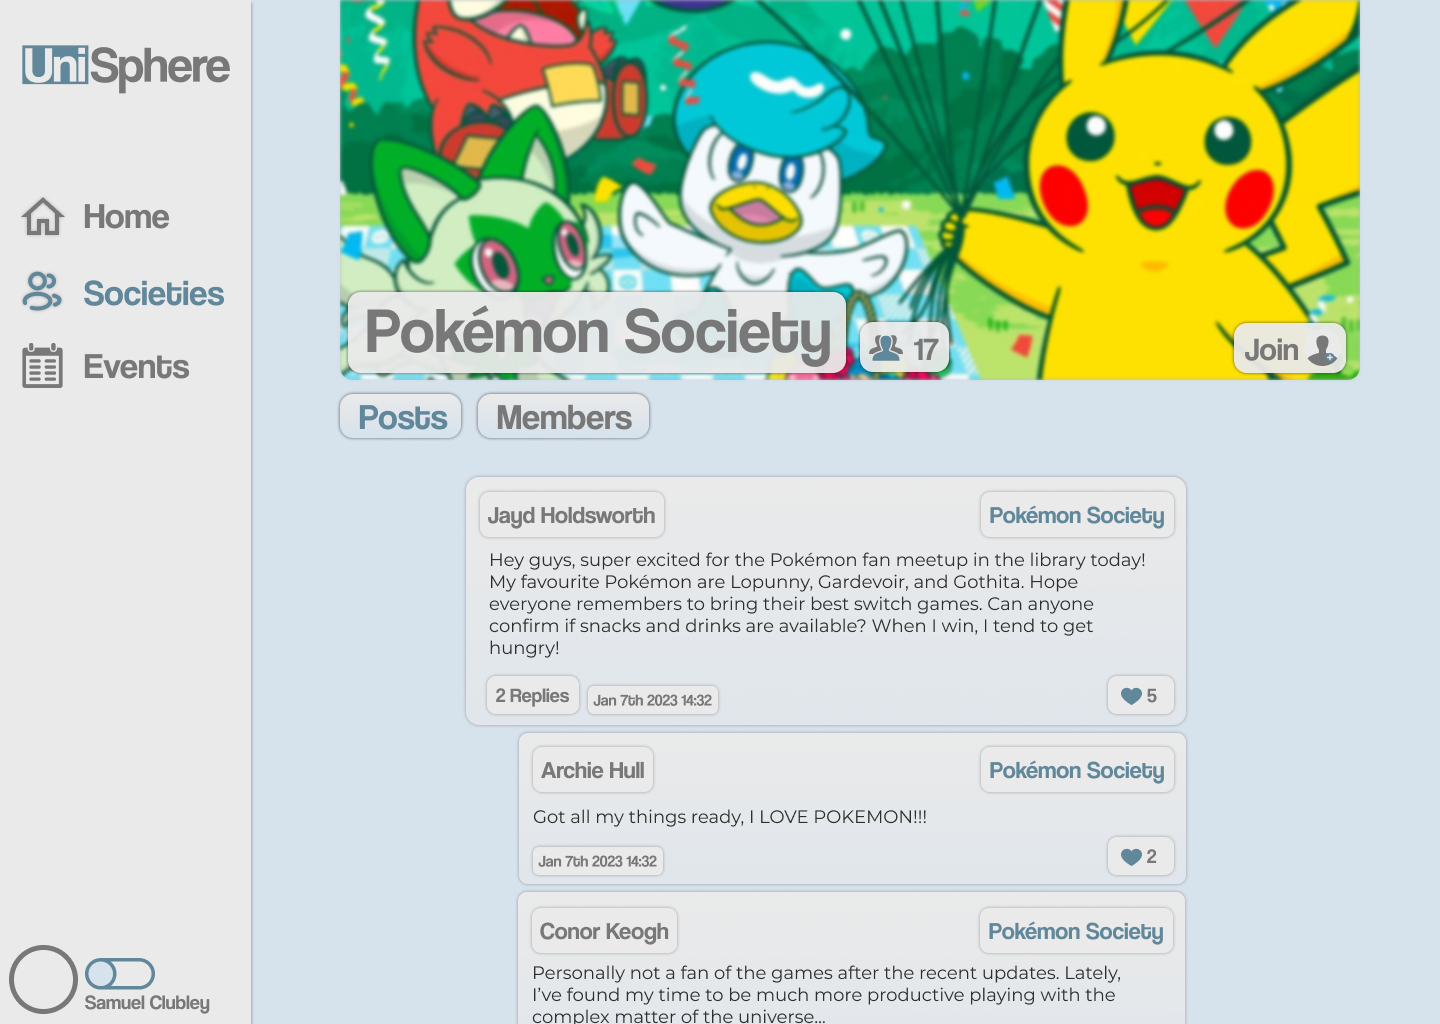 UniSphere
Home
Societies
Events
Samuel Clubley
Pokémon Society
17
Join
Posts
Members
Jayd Holdsworth
Pokémon Society
Hey guys, super excited for the Pokémon fan meetup in the library today!
My favourite Pokémon are Lopunny, Gardevoir, and Gothita. Hope
everyone remembers to bring their best switch games. Can anyone
confirm if snacks and drinks are available? When I win, I tend to get
hungry!
2 Replies
Jan 7th 2023 14:32
5
Archie Hull
Pokémon Society
Got all my things ready, I LOVE POKEMON!!!
Jan 7th 2023 14:32
2
Conor Keogh
Pokémon Society
Personally not a fan of the games after the recent updates. Lately,
I’ve found my time to be much more productive playing with the
complex matter of the universe...